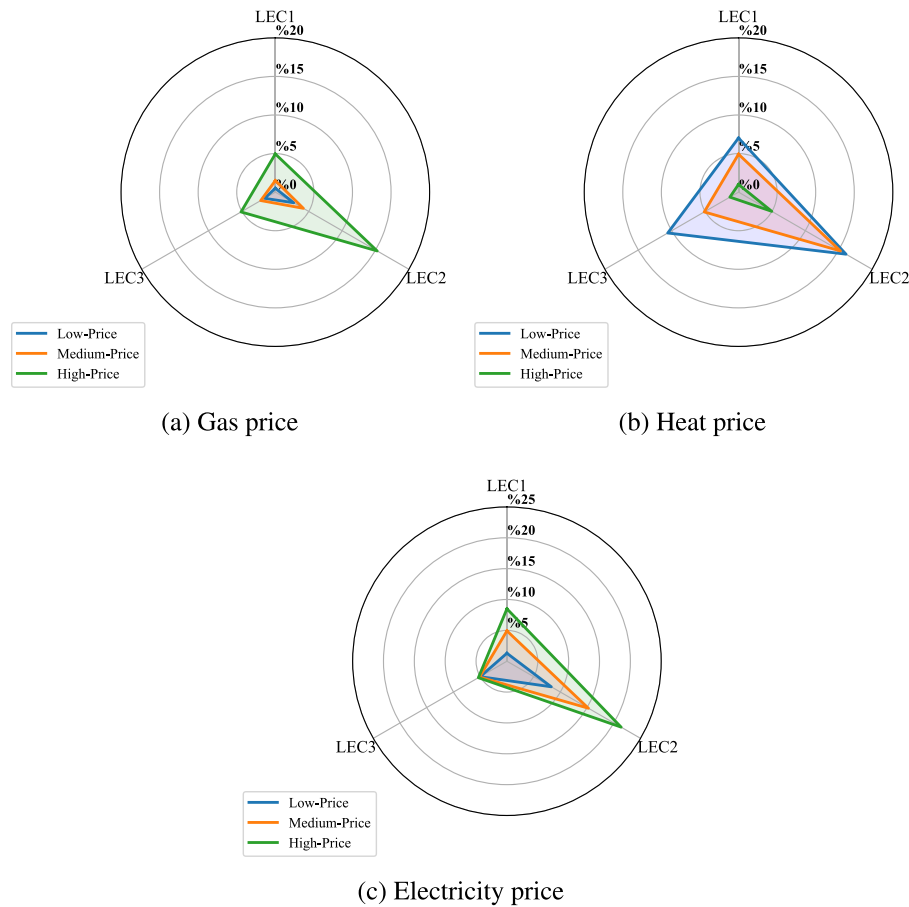 LEC1
%20
%15
%10
%5
%0
LEC3
LEC2
Low-Price
Medium-Price
High-Price
(a) Gas price
LEC1
%20
%15
%10
%5
%0
LEC3
LEC2
Low-Price
Medium-Price
High-Price
(b) Heat price
LEC1
%25
%20
%15
%10
%5
LEC3
LEC2
Low-Price
Medium-Price
High-Price
(c) Electricity price